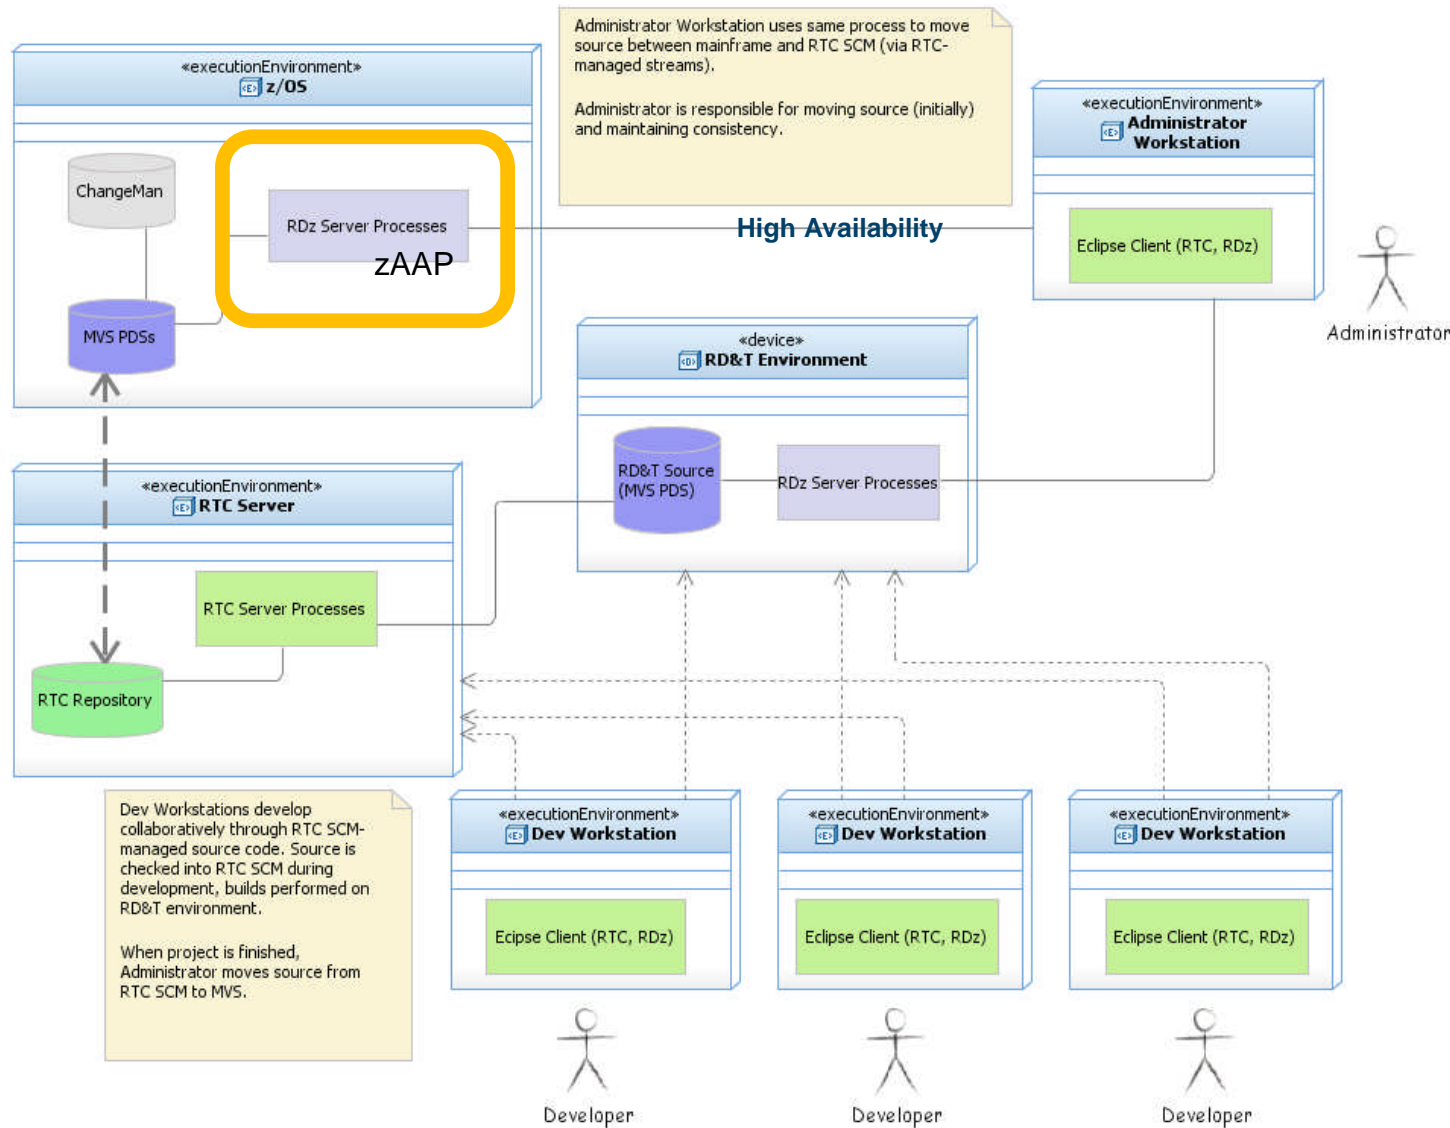 «executionEnvironment»
z/OS
ChangeMan
RDz Server Processes
zAAP
MVS PDSs
Administrator Workstation uses same process to move
source between mainframe and RTC SCM (via RTC-
managed streams).
Administrator is responsible for moving source (initially)
and maintaining consistency.
High Availability
«executionEnvironment»
Administrator
Workstation
Eclipse Client (RTC, RDz)
Administrator
«device»
RD&T Environment
RD&T Source
(MVS PDS)
RDz Server Processes
«executionEnvironment»
RTC Server
RTC Server Processes
RTC Repository
Dev Workstations develop
collaboratively through RTC SCM-
managed source code. Source is
checked into RTC SCM during
development, builds performed on
RD&T environment.
When project is finished,
Administrator moves source from
RTC SCM to MVS.
«executionEnvironment»
Dev Workstation
Ecipse Client (RTC, RDz)
Developer
«executionEnvironment»
Dev Workstation
Eclipse Client (RTC, RDz)
Developer
«executionEnvironment»
Dev Workstation
Eclipse Client (RTC, RDz)
Developer